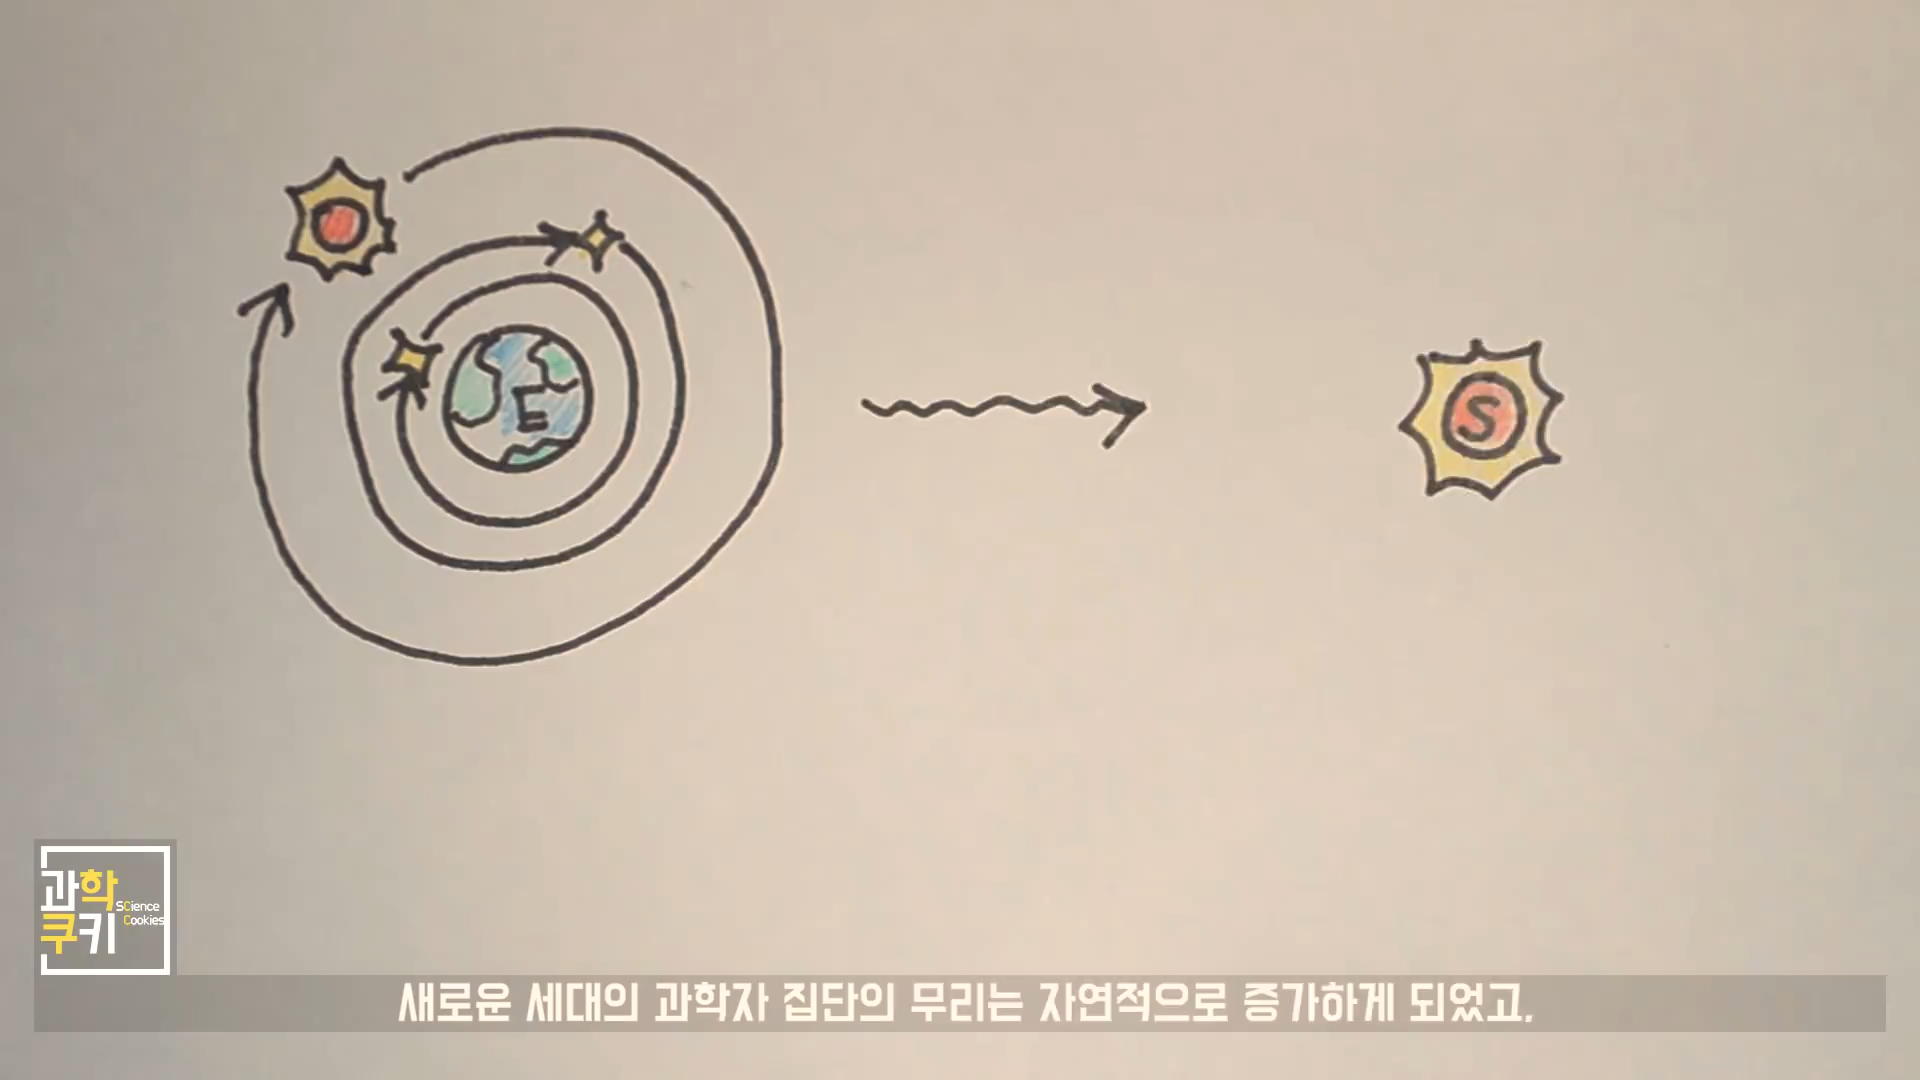 E
S
과학
Science
쿠키
Cookies
새로운 세대의 과학자 집단의 무리는 자연적으로 증가하게 되었고,